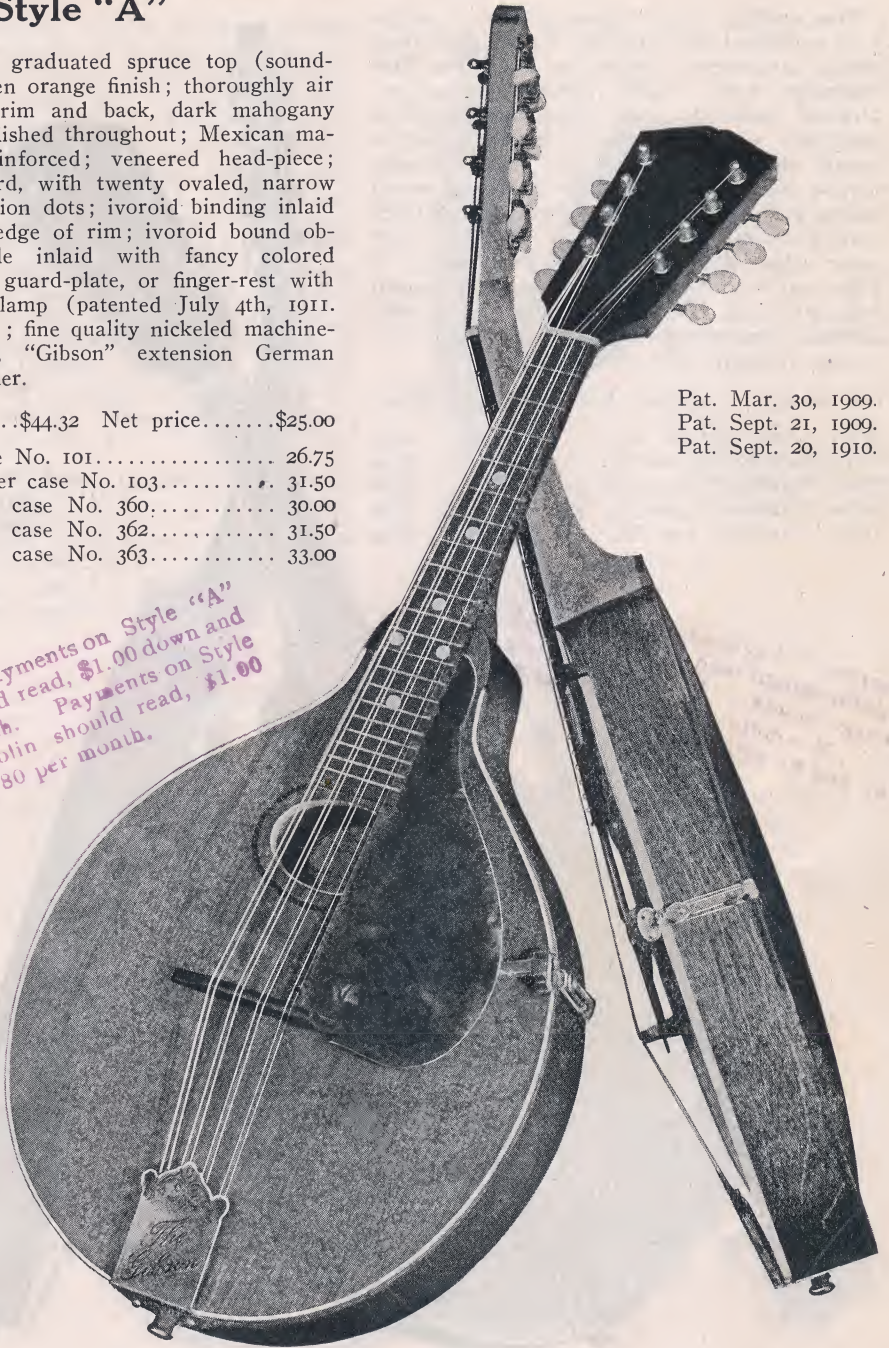 Style "A"
graduated spruce top (sound-
en orange finish; thoroughly air
rim and back, dark mahogany
ished throughout; Mexican ma-
inforced; veneered head-piece;
rd, with twenty ovaled, narrow
ion dots; ivoroid binding inlaid
edge of rim; ivoroid bound ob-
le inlaid with fancy colored
guard-plate, or finger-rest with
lamp (patented July 4th, 1911.
; fine quality nickeled machine-
"Gibson" extension German
er.
...$44.32 Net price.......$25.00
e No. 101................. 26.75
er case No. 103........... 31.50
case No. 360............ 30.00
case No. 362............ 31.50
case No. 363............ 33.00
Pat. Mar. 30, 1909.
Pat. Sept. 21, 1909.
Pat. Sept. 20, 1910.
yments on Style "A"
d read, $1.00 down and
h. Payments on Style
olin should read, $1.00
80 per month.
The
Gibson